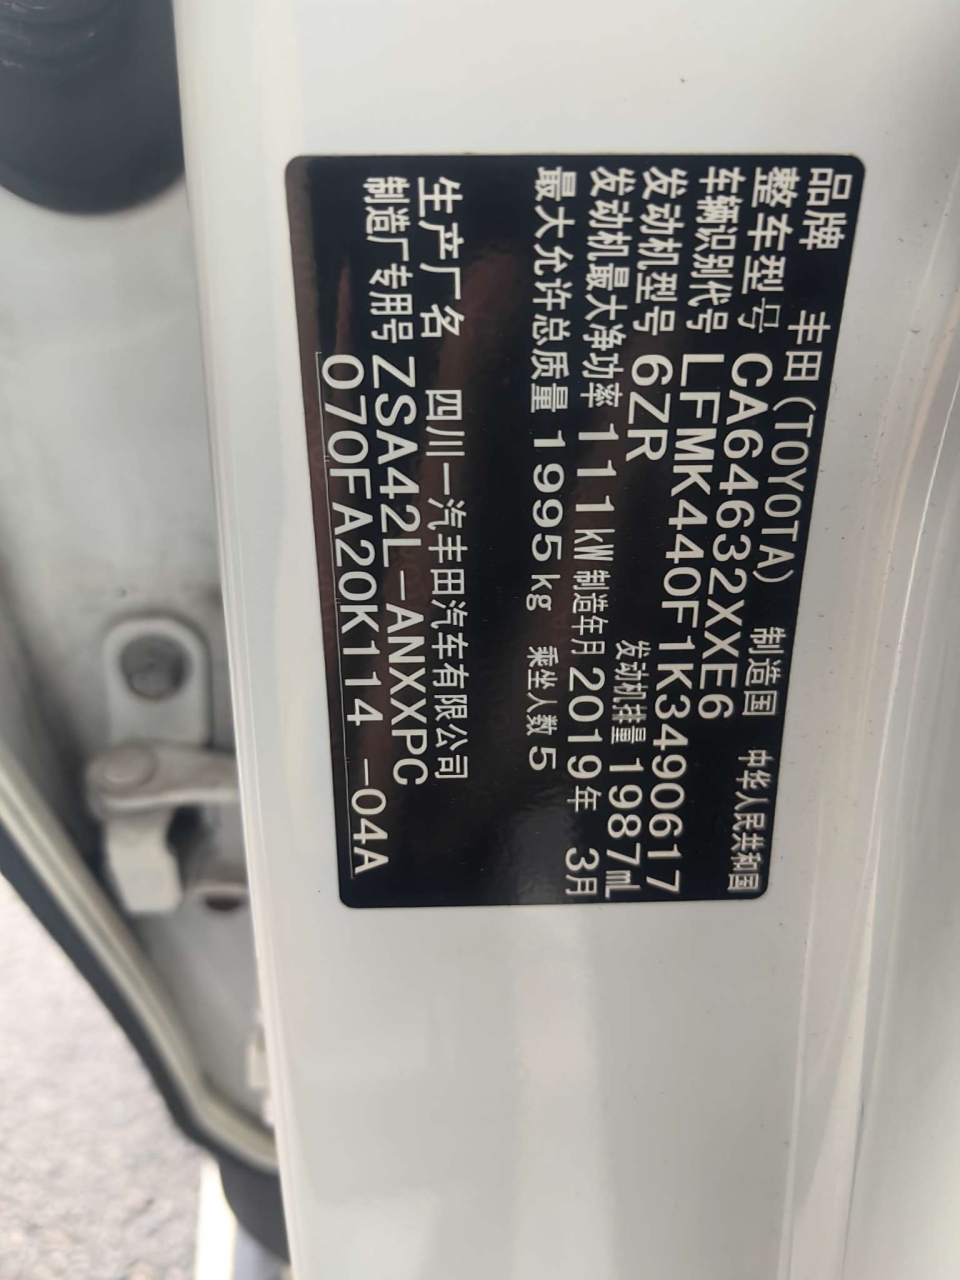 品牌 丰田(TOYOTA) 制造国 中华人民共和国
整车型号 CA64632XXE6
车辆识别代号 LFMK440F1K3490617
发动机型号 6ZR 发动机排量 1987mL
发动机最大净功率 111kW 制造年月 2019年 3月
最大允许总质量 1995kg 乘坐人数 5
生产厂名 四川一汽丰田汽车有限公司
制造厂专用号 ZSA42L-ANXXPC
070FA20K114 -04A